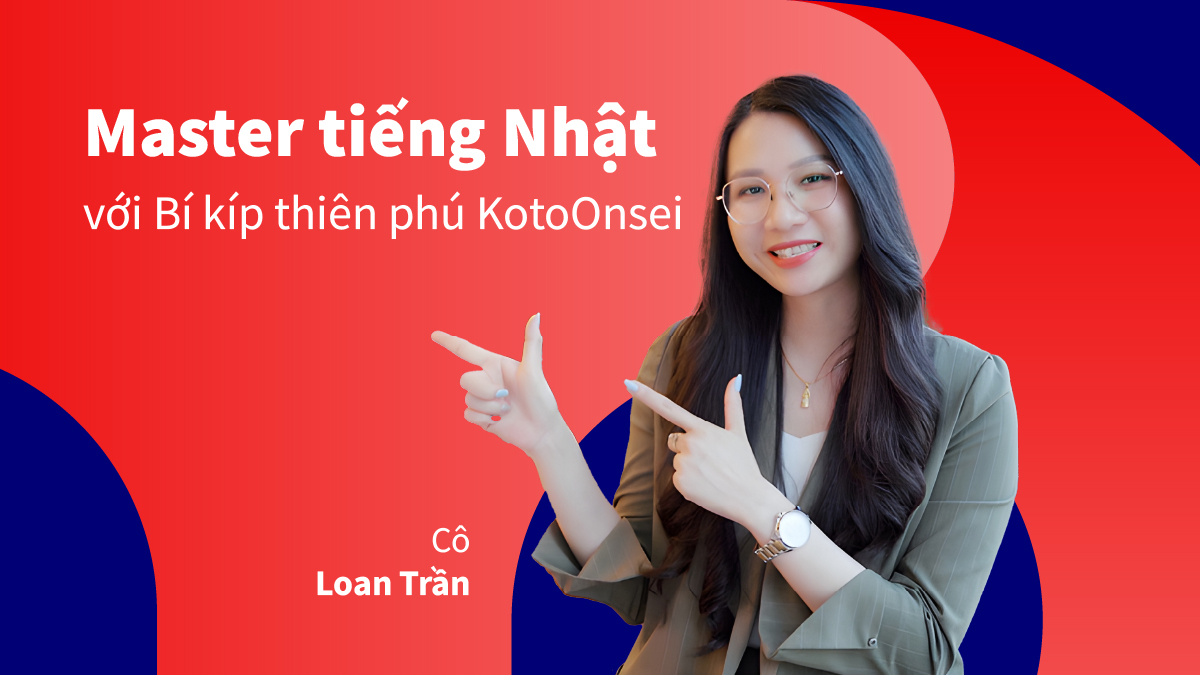 Master tiếng Nhật
với Bí kíp thiên phú KotoOnsei
Cô
Loan Trần